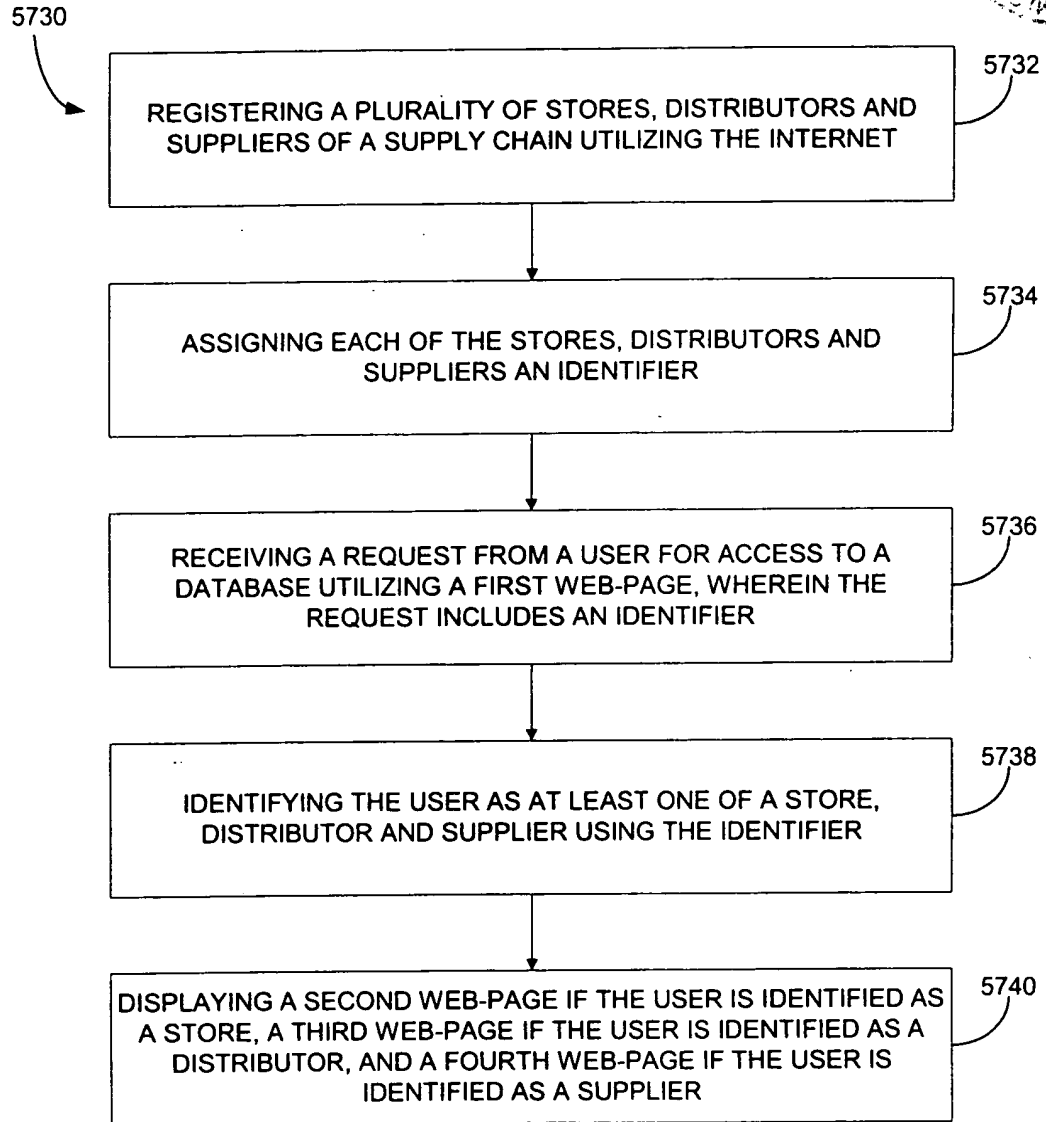 5730
5732
REGISTERING A PLURALITY OF STORES, DISTRIBUTORS AND
SUPPLIERS OF A SUPPLY CHAIN UTILIZING THE INTERNET
5734
ASSIGNING EACH OF THE STORES, DISTRIBUTORS AND
SUPPLIERS AN IDENTIFIER
5736
RECEIVING A REQUEST FROM A USER FOR ACCESS TO A
DATABASE UTILIZING A FIRST WEB-PAGE, WHEREIN THE
REQUEST INCLUDES AN IDENTIFIER
5738
IDENTIFYING THE USER AS AT LEAST ONE OF A STORE,
DISTRIBUTOR AND SUPPLIER USING THE IDENTIFIER
5740
DISPLAYING A SECOND WEB-PAGE IF THE USER IS IDENTIFIED AS
A STORE, A THIRD WEB-PAGE IF THE USER IS IDENTIFIED AS A
DISTRIBUTOR, AND A FOURTH WEB-PAGE IF THE USER IS
IDENTIFIED AS A SUPPLIER